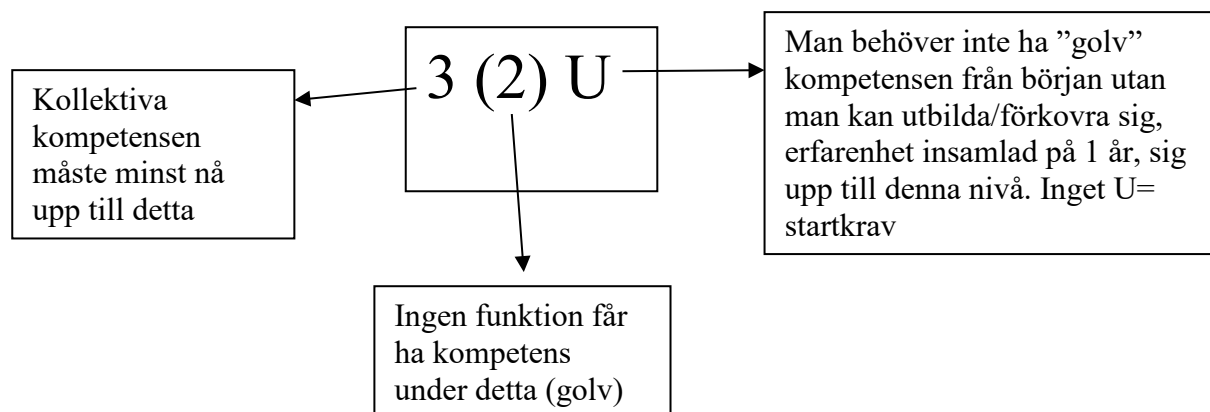 3 (2) U
Kollektiva
kompetensen
måste minst nå
upp till detta
Man behöver inte ha ”golv”
kompetensen från början utan
man kan utbilda/förkovra sig,
erfarenhet insamlad på 1 år, sig
upp till denna nivå. Inget U=
startkrav
Ingen funktion får
ha kompetens
under detta (golv)